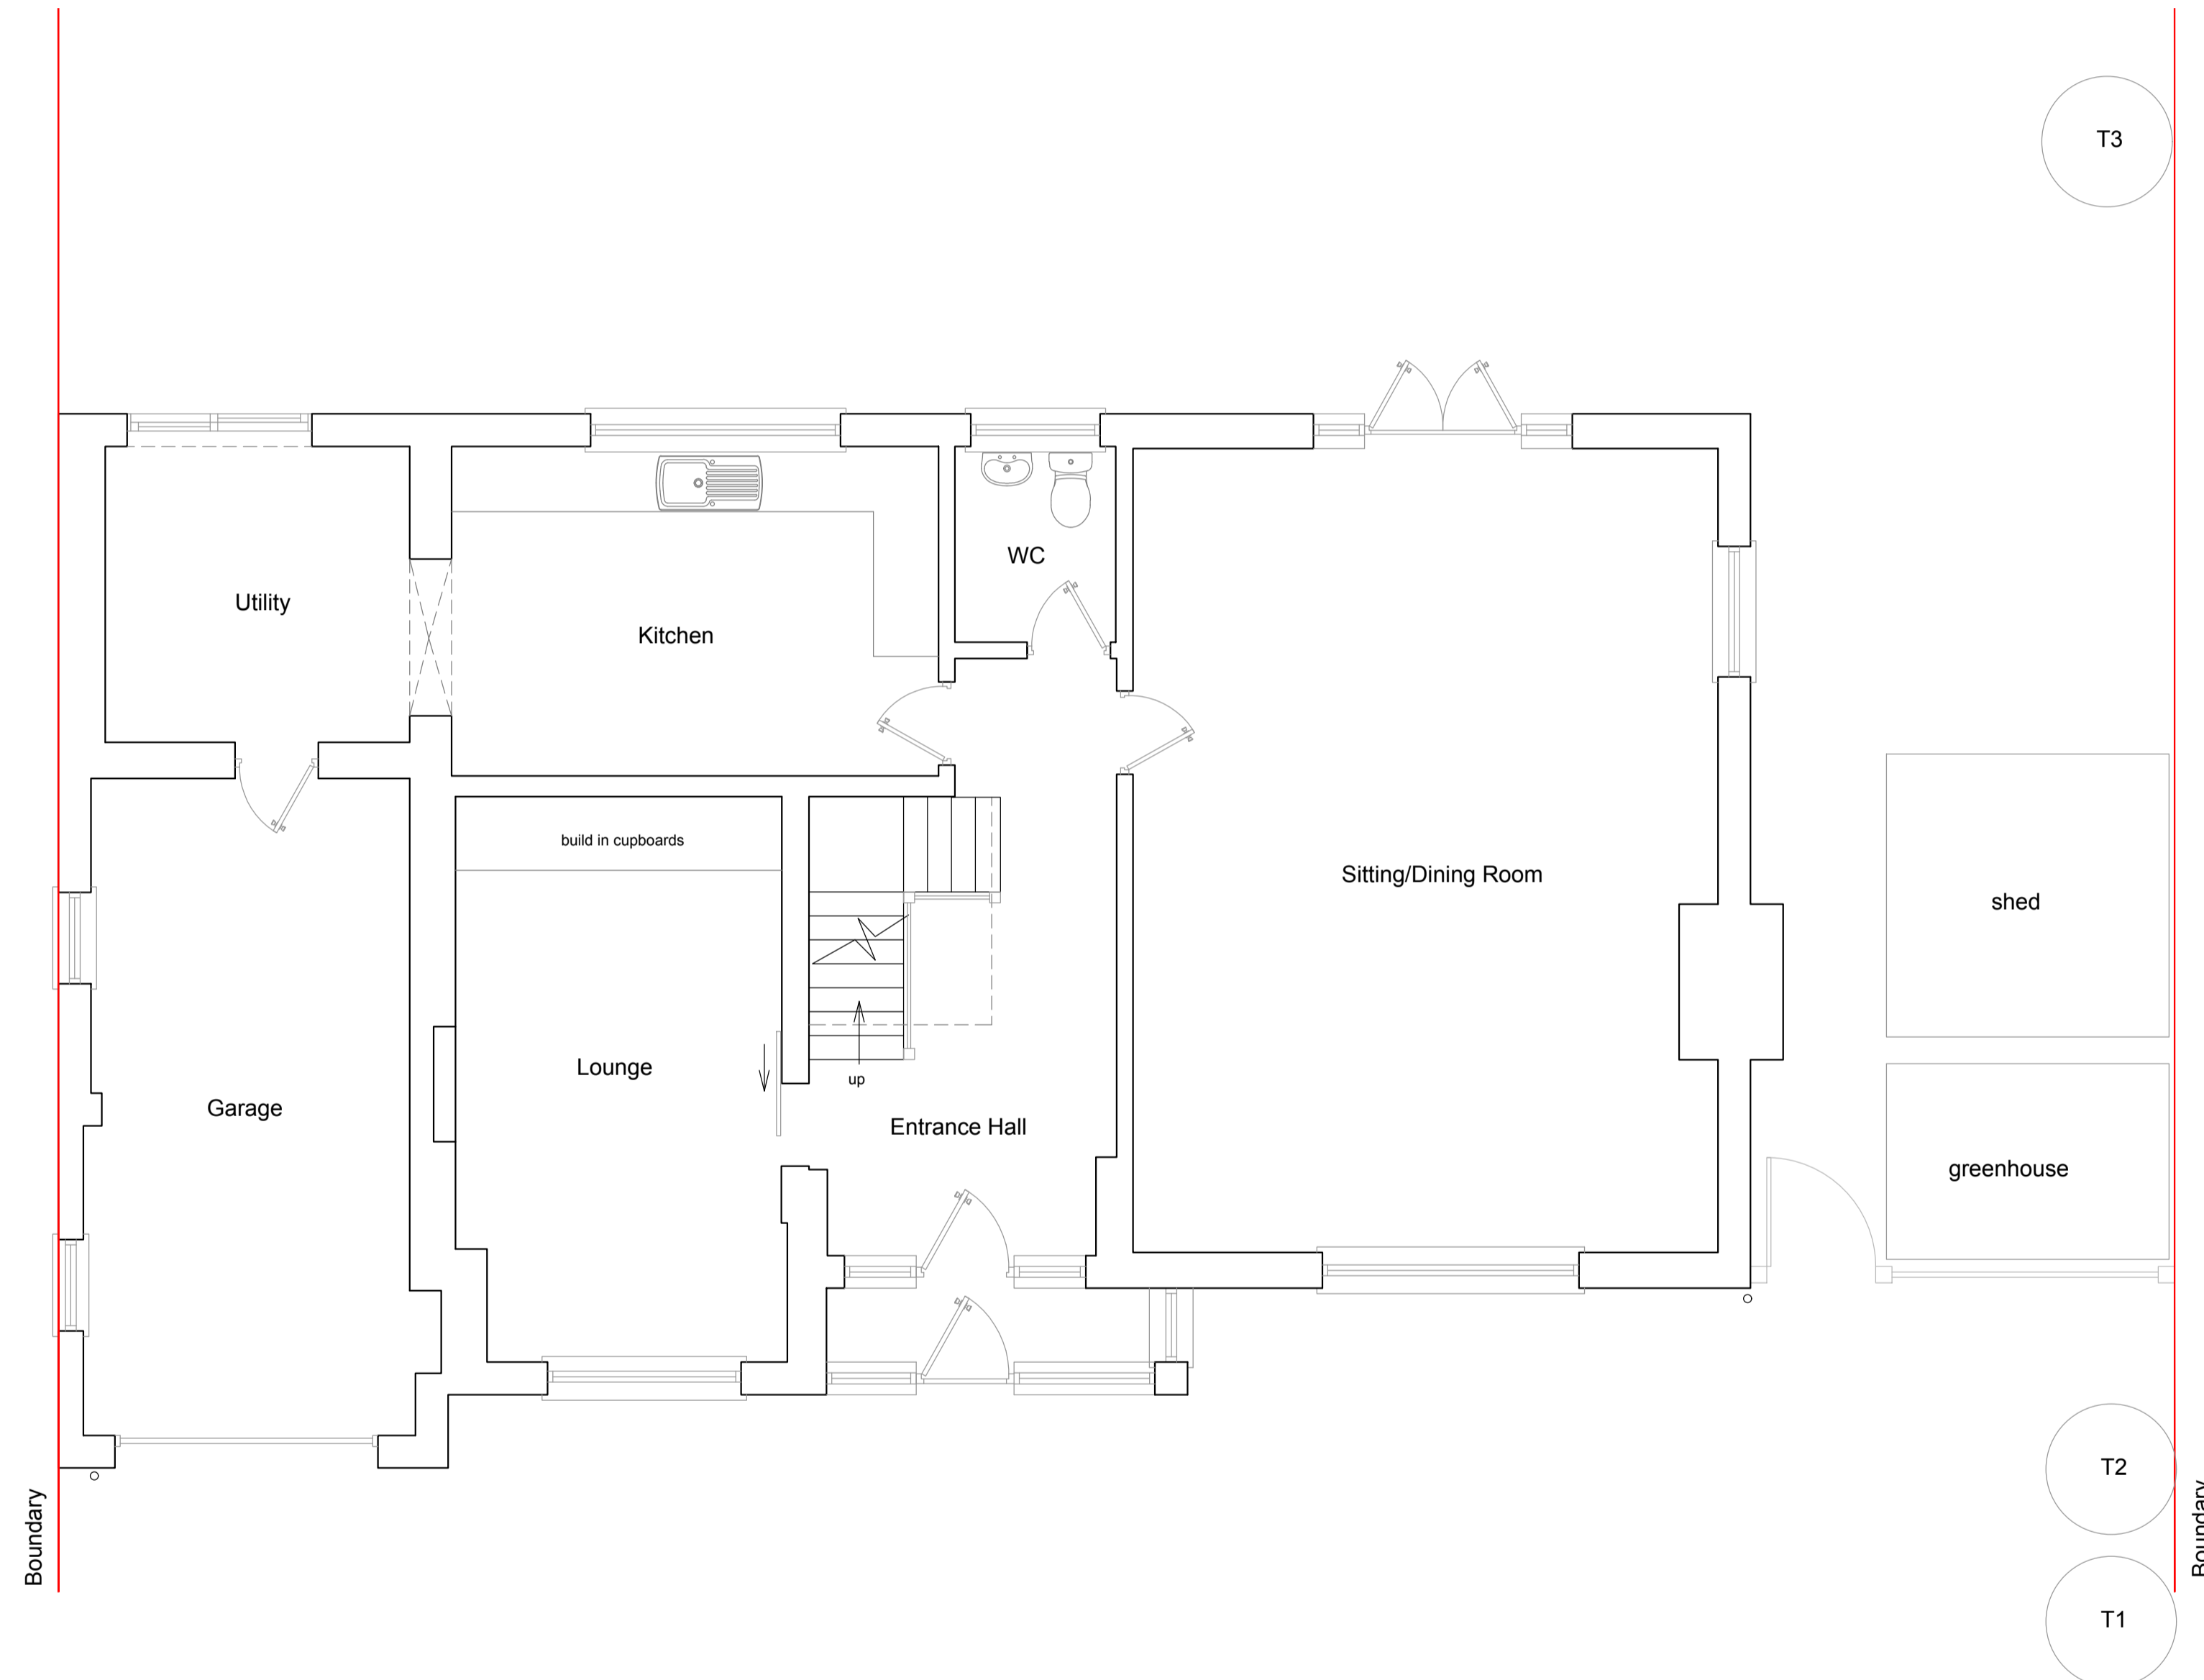 T3
WC
Utility
Kitchen
build in cupboards
Sitting/Dining Room
shed
Lounge
up
Garage
Entrance Hall
greenhouse
T2
Boundary
Boundary
T1